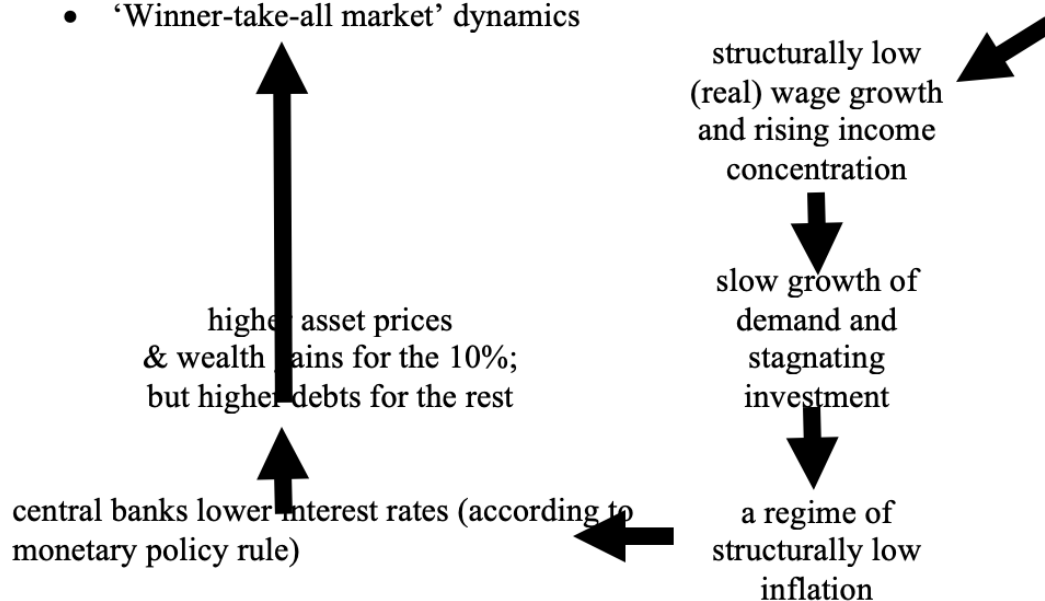 • ‘Winner-take-all market’ dynamics
structurally low
(real) wage growth
and rising income
concentration
slow growth of
demand and
stagnating
investment
higher asset prices
& wealth gains for the 10%;
but higher debts for the rest
central banks lower interest rates (according to
monetary policy rule)
a regime of
structurally low
inflation